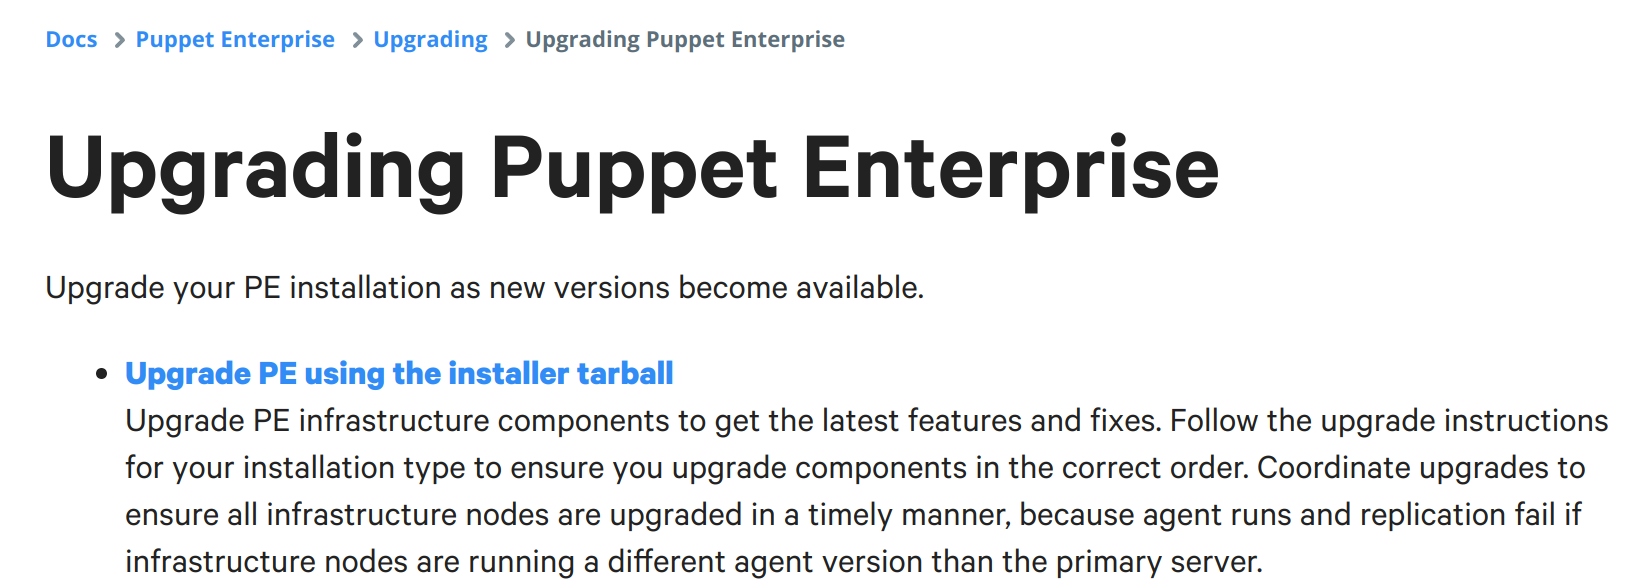 Docs > Puppet Enterprise > Upgrading > Upgrading Puppet Enterprise
Upgrading Puppet Enterprise
Upgrade your PE installation as new versions become available.
• Upgrade PE using the installer tarball
Upgrade PE infrastructure components to get the latest features and fixes. Follow the upgrade instructions
for your installation type to ensure you upgrade components in the correct order. Coordinate upgrades to
ensure all infrastructure nodes are upgraded in a timely manner, because agent runs and replication fail if
infrastructure nodes are running a different agent version than the primary server.